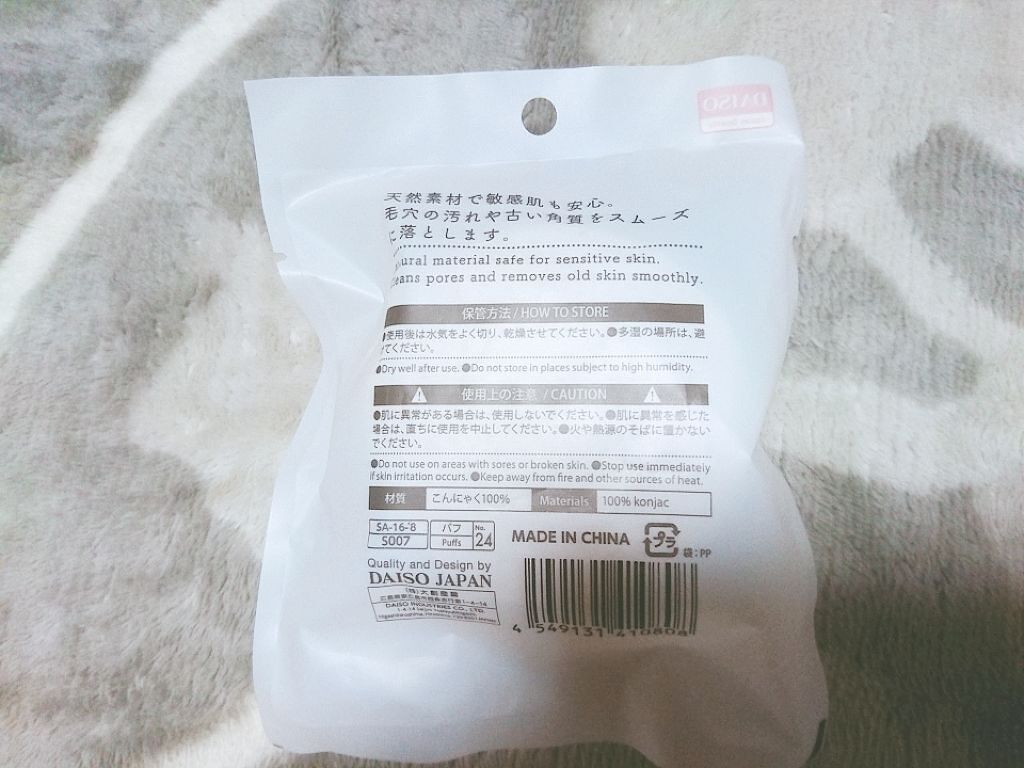 DAISO
天然素材で敏感肌も安心。
毛穴の汚れや古い角質をスムーズ
に落とします。
material safe for sensitive skin.
pores and removes old skin smoothly.
保管方法 / HOW TO STORE
●使用後は水気をよく切り、乾燥させてください。●多湿の場所は、避
けてください。
●Dry well after use. ●Do not store in places subject to high humidity.
使用上の注意 / CAUTION
●肌に異常がある場合は、使用しないでください。●肌に異常を感じた
場合は、直ちに使用を中止してください。●火や熱源のそばに置かない
でください。
●Do not use on areas with sores or broken skin. ●Stop use immediately
if skin irritation occurs. ●Keep away from fire and other sources of heat.
材質 こんにゃく100% Materials 100% konjac
SA-16-'8 パフ No. 24
S007 Puffs
MADE IN CHINA プラ 袋:PP
Quality and Design by
DAISO JAPAN
(株)大創産業
DAISO INDUSTRIES CO., LTD.
4 549131 410808